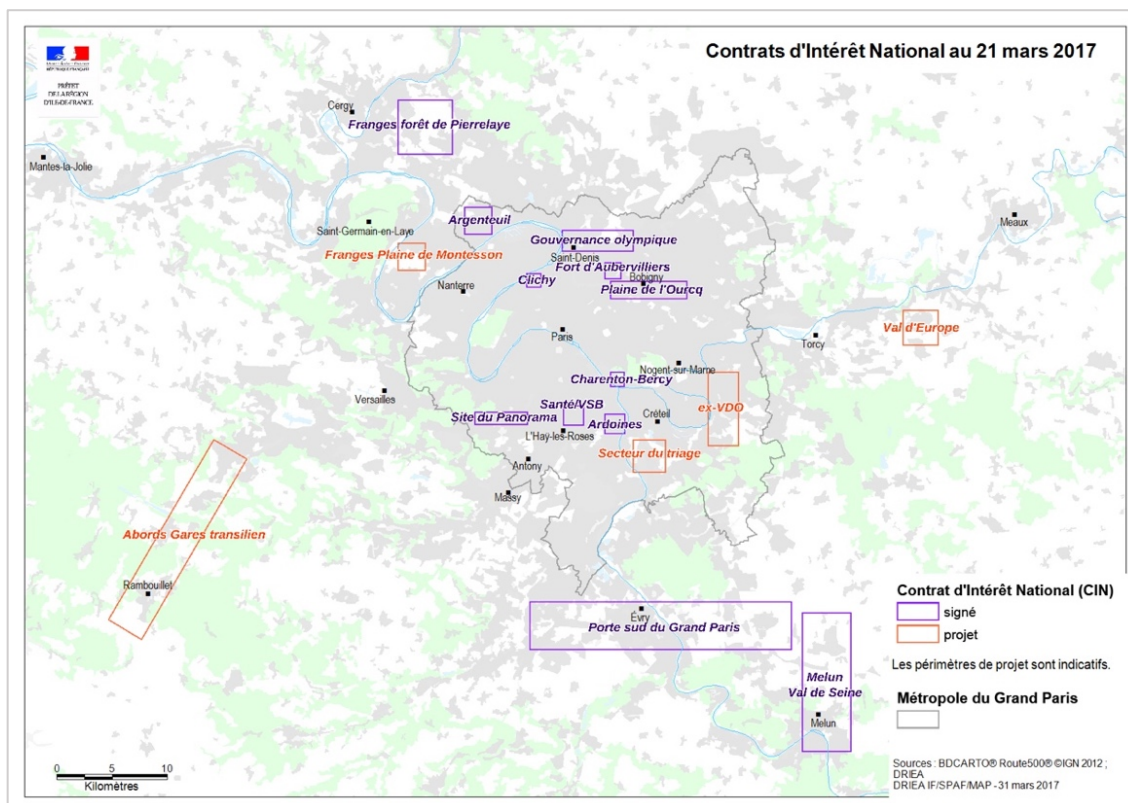 Contrats d'Intérêt National au 21 mars 2017
RÉPUBLIQUE FRANÇAISE
PRÉFET
DE LA RÉGION
D'ILE-DE-FRANCE
Cergy
Franges forêt de Pierrelaye
Mantes-la-Jolie
Argenteuil
Saint-Germain-en-Laye
Meaux
Gouvernance olympique
Saint-Denis
Franges Plaine de Montesson
Fort d'Aubervilliers
Clichy
Bobigny
Nanterre
Plaine de l'Ourcq
Val d'Europe
Paris
Torcy
Nogent-sur-Marne
Charenton-Bercy
Versailles
Santé/VSB
ex-VDO
Site du Panorama
Créteil
Ardoines
L'Hay-les-Roses
Secteur du triage
Antony
Massy
Abords Gares transilien
Rambouillet
Évry
Porte sud du Grand Paris
Melun
Val de Seine
Melun
Contrat d'Intérêt National (CIN)
signé
projet
Les périmètres de projet sont indicatifs.
Métropole du Grand Paris
0 5 10
Kilomètres
Sources : BDCARTO® Route500® ©IGN 2012 ;
DRIEA
DRIEA IF/SPAF/MAP - 31 mars 2017